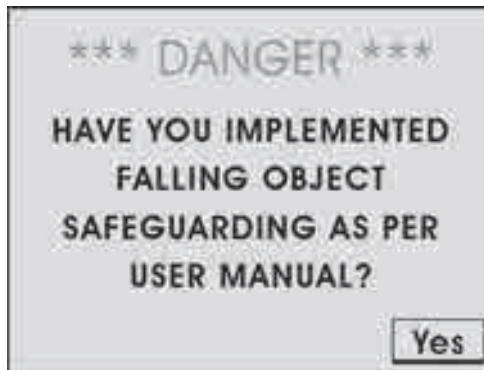 *** DANGER ***
HAVE YOU IMPLEMENTED
FALLING OBJECT
SAFEGUARDING AS PER
USER MANUAL?
Yes